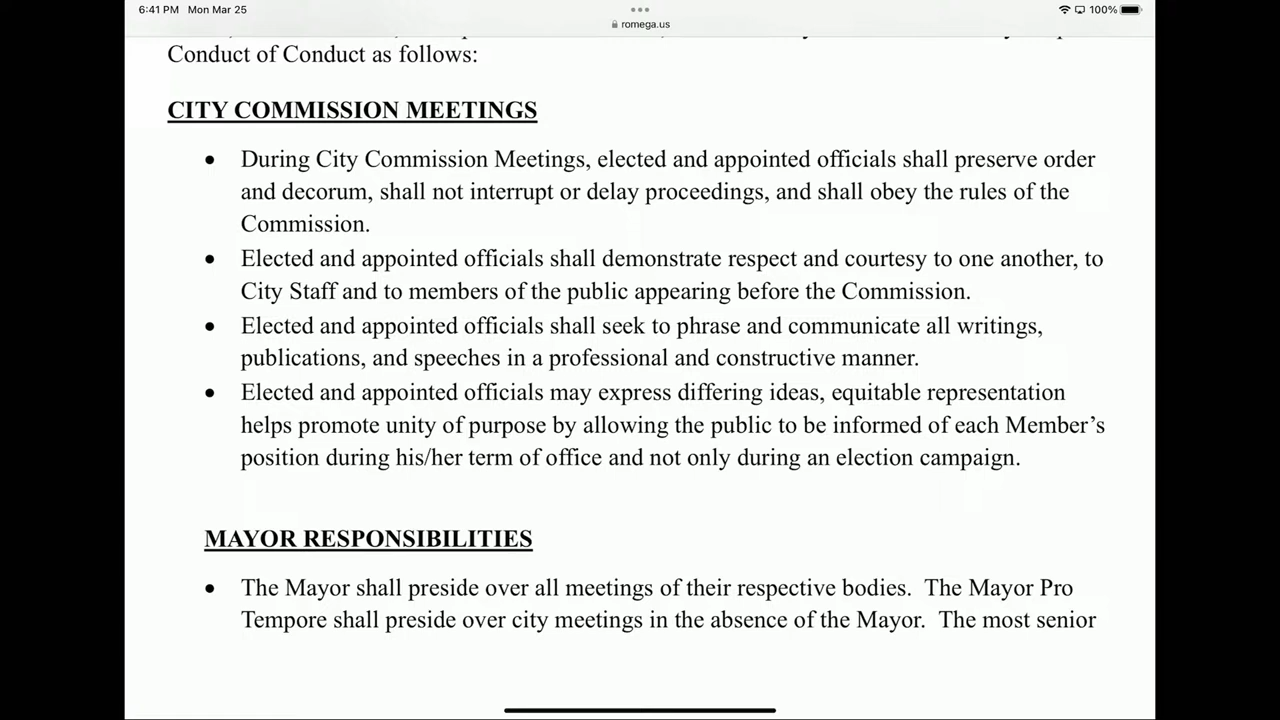 6:41 PM Mon Mar 25
100%
romega.us
Conduct of Conduct as follows:
CITY COMMISSION MEETINGS
• During City Commission Meetings, elected and appointed officials shall preserve order
and decorum, shall not interrupt or delay proceedings, and shall obey the rules of the
Commission.
• Elected and appointed officials shall demonstrate respect and courtesy to one another, to
City Staff and to members of the public appearing before the Commission.
• Elected and appointed officials shall seek to phrase and communicate all writings,
publications, and speeches in a professional and constructive manner.
• Elected and appointed officials may express differing ideas, equitable representation
helps promote unity of purpose by allowing the public to be informed of each Member's
position during his/her term of office and not only during an election campaign.
MAYOR RESPONSIBILITIES
• The Mayor shall preside over all meetings of their respective bodies. The Mayor Pro
Tempore shall preside over city meetings in the absence of the Mayor. The most senior